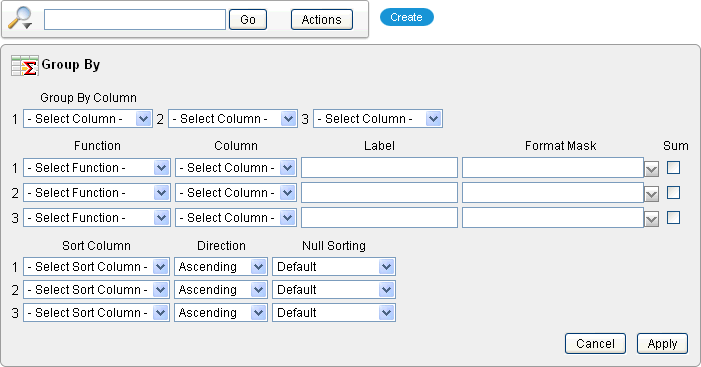 Go Actions Create
Group By
Group By Column
1 - Select Column - 2 - Select Column - 3 - Select Column -
Function Column Label Format Mask Sum
1 - Select Function - - Select Column -
2 - Select Function - - Select Column -
3 - Select Function - - Select Column -
Sort Column Direction Null Sorting
1 - Select Sort Column - Ascending Default
2 - Select Sort Column - Ascending Default
3 - Select Sort Column - Ascending Default
Cancel Apply